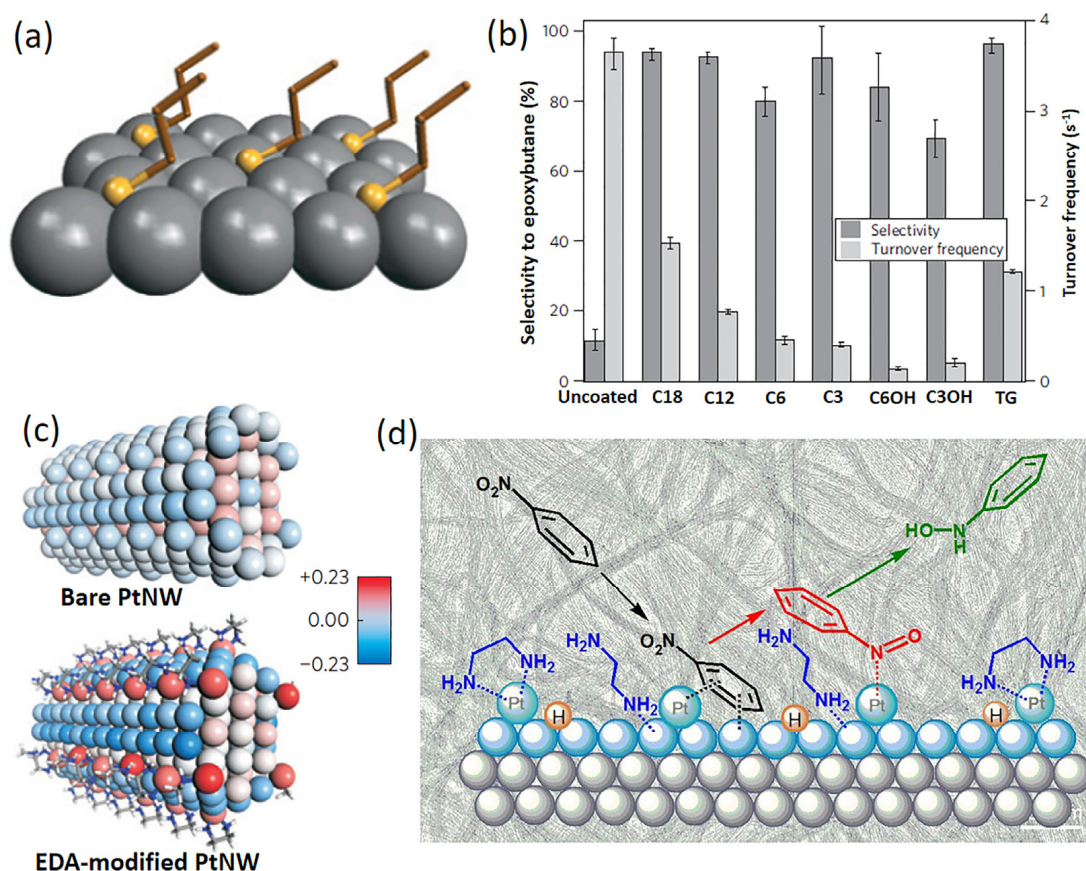 (a)
(b)
Selectivity to epoxybutane (%)
100
80
60
40
20
0
4
3
2
1
0
Turnover frequency (s⁻¹)
Selectivity
Turnover frequency
Uncoated C18 C12 C6 C3 C6OH C3OH TG
(c)
Bare PtNW
+0.23
0.00
−0.23
EDA-modified PtNW
(d)
O₂N
HO N
H
O₂N
H₂N
N O
H₂N
NH₂
NH₂
Pt
H
NH₂
Pt
H
NH₂
Pt
H
NH₂
NH₂
Pt